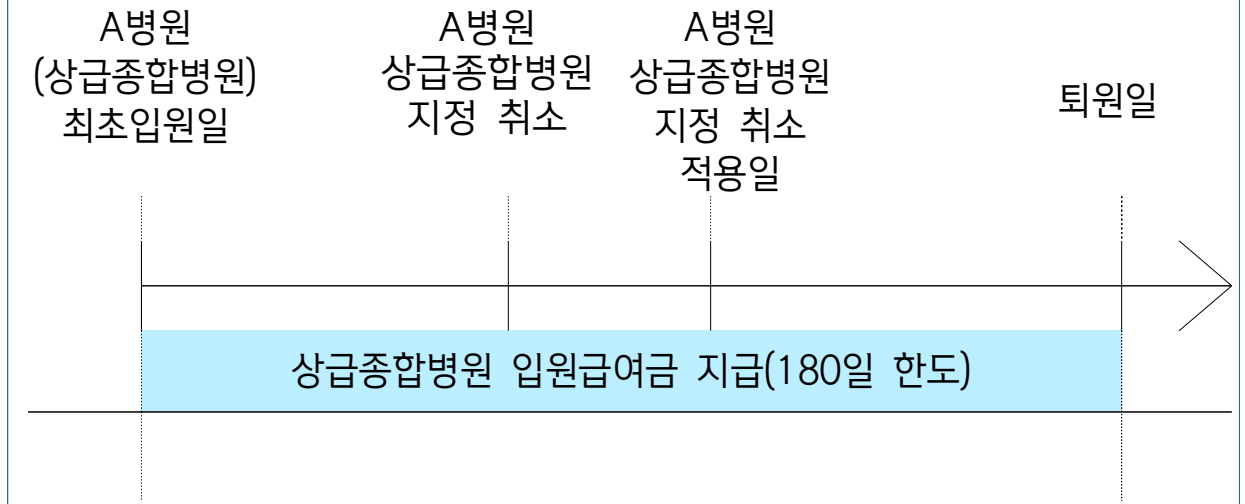 A병원
(상급종합병원)
최초입원일
A병원
상급종합병원
지정 취소
A병원
상급종합병원
지정 취소
적용일
퇴원일
상급종합병원 입원급여금 지급(180일 한도)